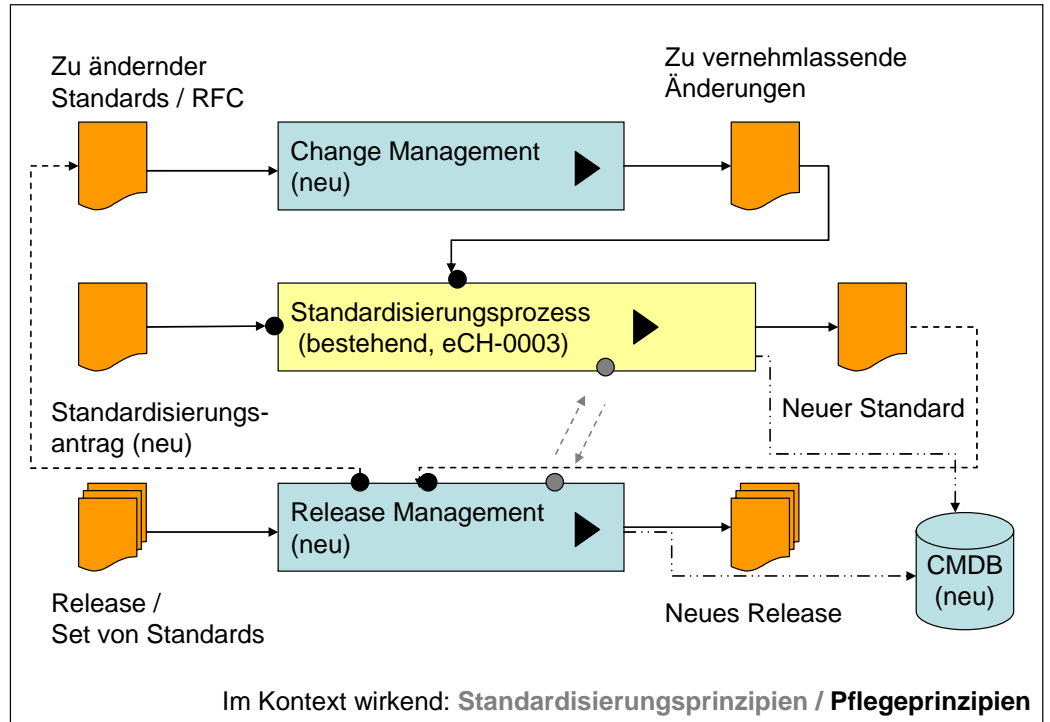 Zu ändernder
Standards / RFC
Zu vernehmlassende
Änderungen
Change Management
(neu)
Standardisierungsprozess
(bestehend, eCH-0003)
Standardisierungs-
antrag (neu)
Neuer Standard
Release Management
(neu)
CMDB
(neu)
Release /
Set von Standards
Neues Release
Im Kontext wirkend: Standardisierungsprinzipien / Pflegeprinzipien